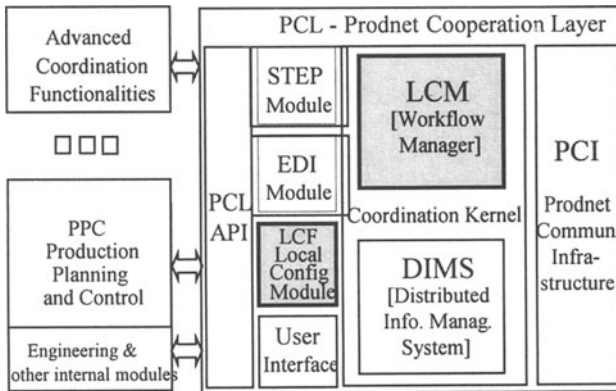 PCL - Prodnet Cooperation Layer
Advanced
Coordination
Functionalities
PPC
Production
Planning
and Control
Engineering &
other internal modules
PCL
API
STEP
Module
EDI
Module
LCF
Local
Config
Module
User
Interface
LCM
[Workflow
Manager]
Coordination Kernel
DIMS
[Distributed
Info. Manag.
System]
PCI
Prodnet
Commun
Infra-
structure